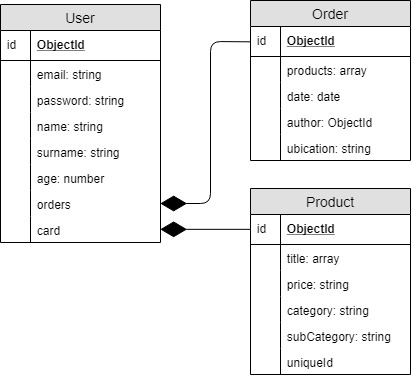 User
id ObjectId
email: string
password: string
name: string
surname: string
age: number
orders
card
Order
id ObjectId
products: array
date: date
author: ObjectId
ubication: string
Product
id ObjectId
title: array
price: string
category: string
subCategory: string
uniqueId